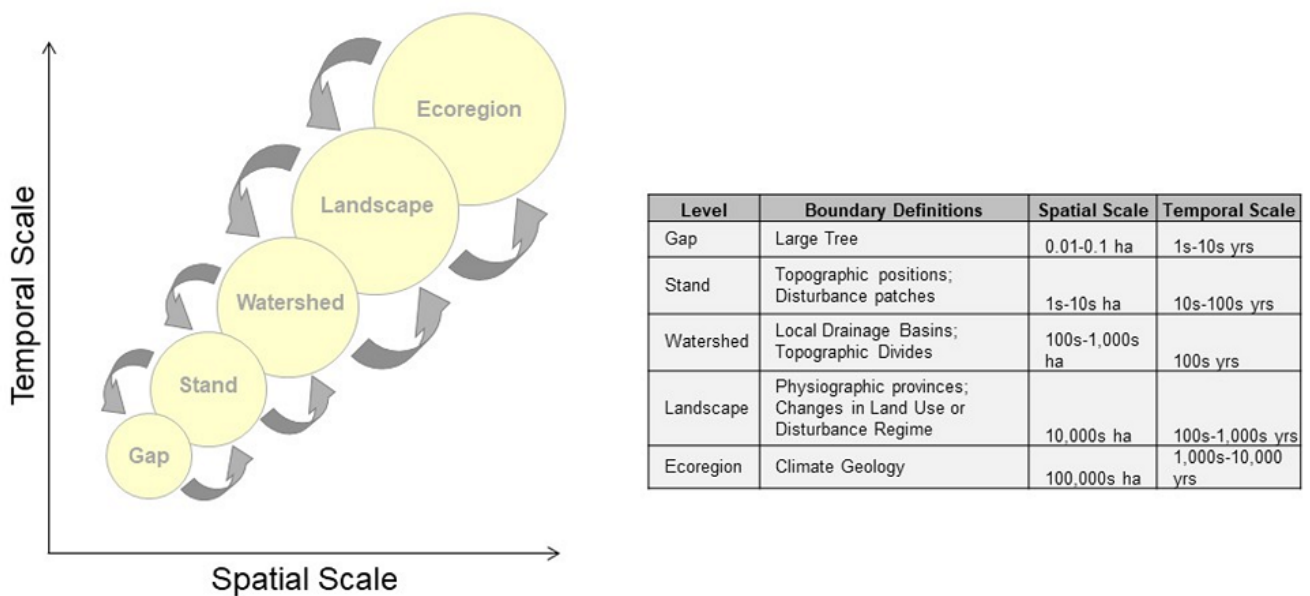 Temporal Scale
Ecoregion
Landscape
Watershed
Stand
Gap
Spatial Scale
Level Boundary Definitions Spatial Scale Temporal Scale
Gap Large Tree 0.01-0.1 ha 1s-10s yrs
Stand Topographic positions;
Disturbance patches 1s-10s ha 10s-100s yrs
Watershed Local Drainage Basins;
Topographic Divides 100s-1,000s
ha 100s yrs
Landscape Physiographic provinces;
Changes in Land Use or
Disturbance Regime 10,000s ha 100s-1,000s yrs
Ecoregion Climate Geology 100,000s ha 1,000s-10,000
yrs